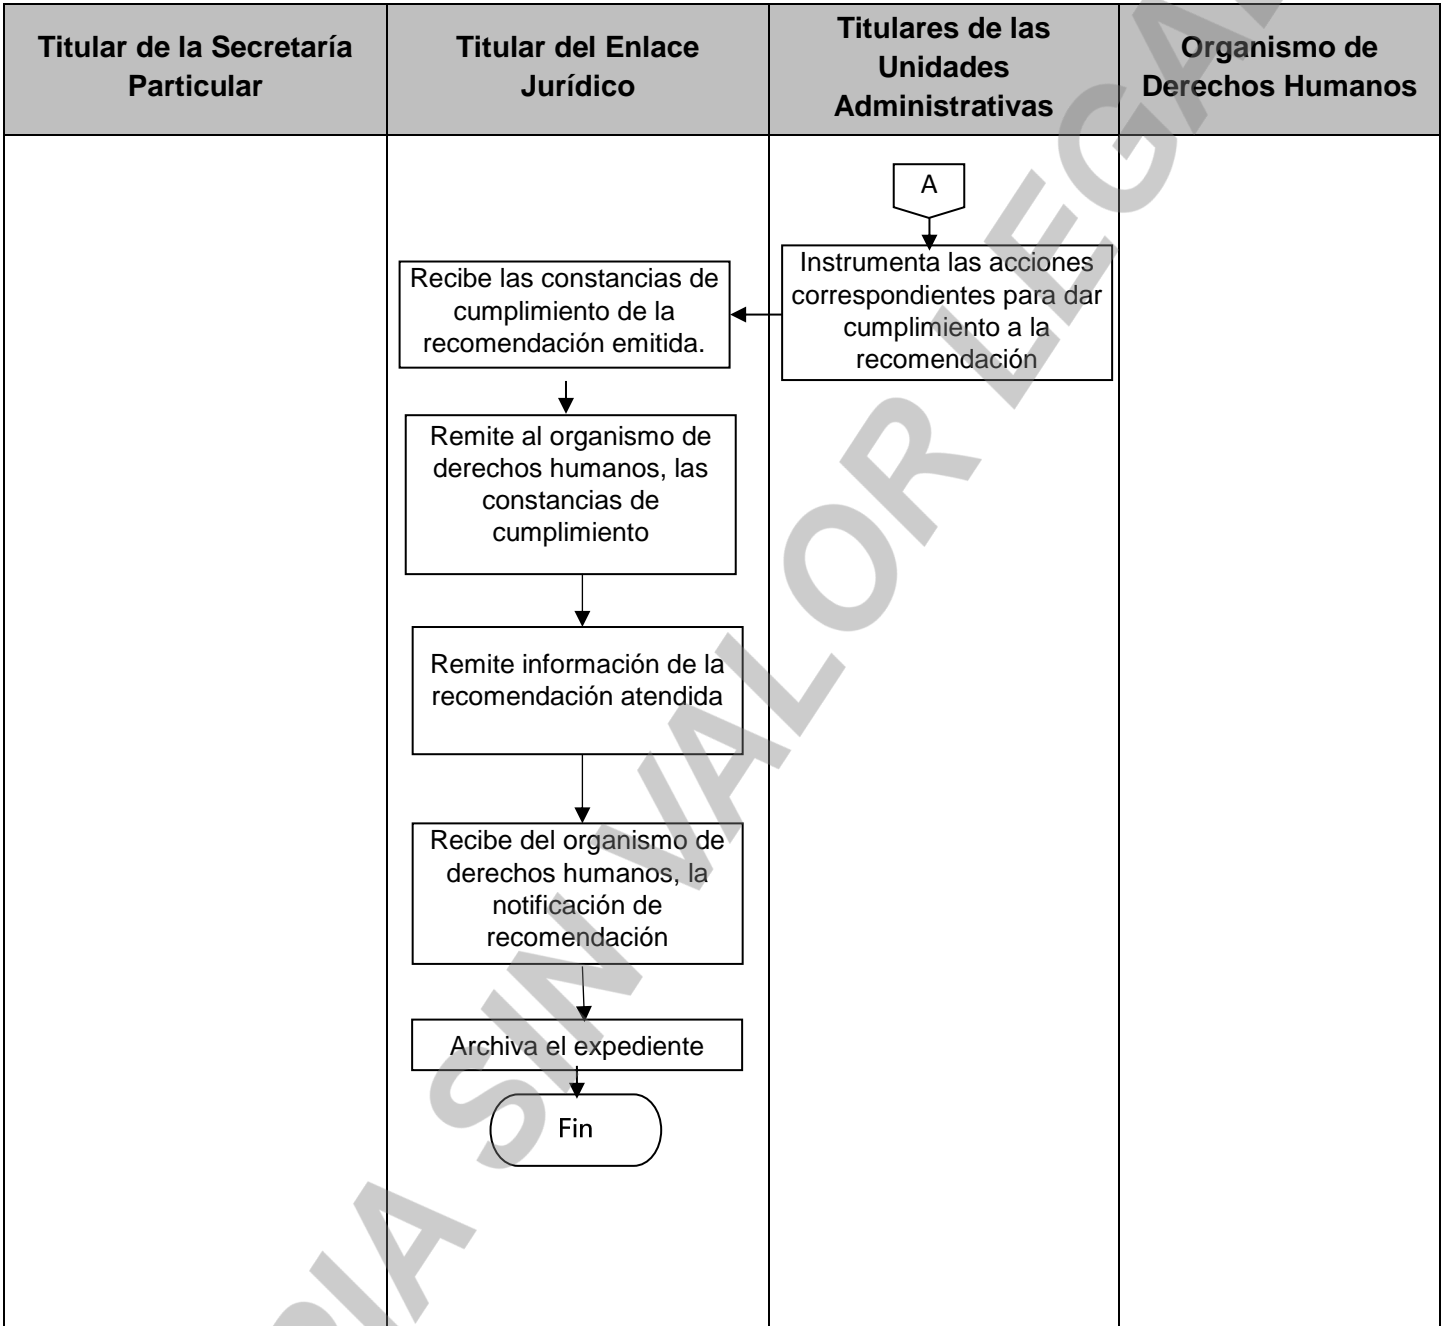 Titular de la Secretaría
Particular
Titular del Enlace
Jurídico
Titulares de las
Unidades
Administrativas
Organismo de
Derechos Humanos
A
Instrumenta las acciones
correspondientes para dar
cumplimiento a la
recomendación
Recibe las constancias de
cumplimiento de la
recomendación emitida.
Remite al organismo de
derechos humanos, las
constancias de
cumplimiento
Remite información de la
recomendación atendida
Recibe del organismo de
derechos humanos, la
notificación de
recomendación
Archiva el expediente
Fin
SIN VALOR LEGAL